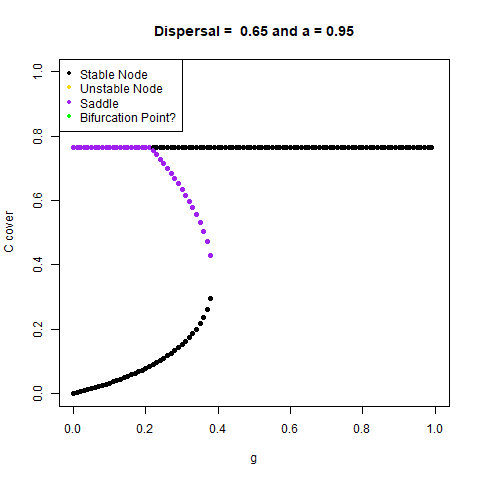 Dispersal =  0.65 and a = 0.95
Stable Node
Unstable Node
Saddle
Bifurcation Point?
C cover
1.0
0.8
0.6
0.4
0.2
0.0
0.0 0.2 0.4 0.6 0.8 1.0
g